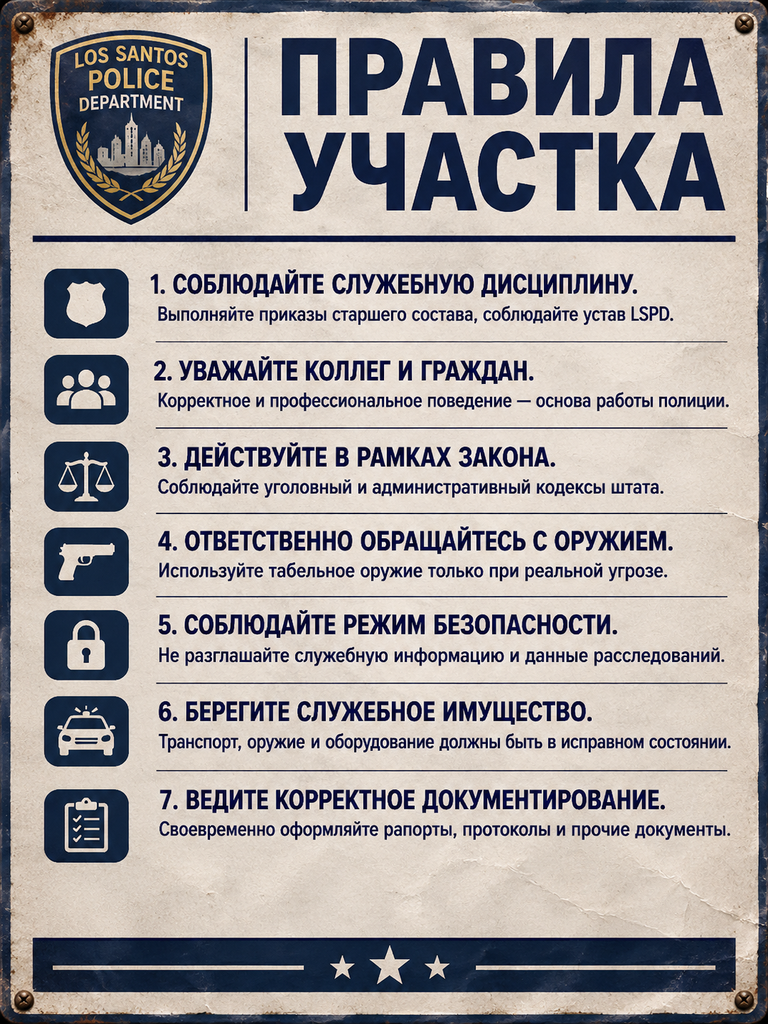 LOS SANTOS
POLICE
DEPARTMENT
ПРАВИЛА
УЧАСТКА
1. СОБЛЮДАЙТЕ СЛУЖЕБНУЮ ДИСЦИПЛИНУ.
Выполняйте приказы старшего состава, соблюдайте устав LSPD.
2. УВАЖАЙТЕ КОЛЛЕГ И ГРАЖДАН.
Корректное и профессиональное поведение — основа работы полиции.
3. ДЕЙСТВУЙТЕ В РАМКАХ ЗАКОНА.
Соблюдайте уголовный и административный кодексы штата.
4. ОТВЕТСТВЕННО ОБРАЩАЙТЕСЬ С ОРУЖИЕМ.
Используйте табельное оружие только при реальной угрозе.
5. СОБЛЮДАЙТЕ РЕЖИМ БЕЗОПАСНОСТИ.
Не разглашайте служебную информацию и данные расследований.
6. БЕРЕГИТЕ СЛУЖЕБНОЕ ИМУЩЕСТВО.
Транспорт, оружие и оборудование должны быть в исправном состоянии.
7. ВЕДИТЕ КОРРЕКТНОЕ ДОКУМЕНТИРОВАНИЕ.
Своевременно оформляйте рапорты, протоколы и прочие документы.